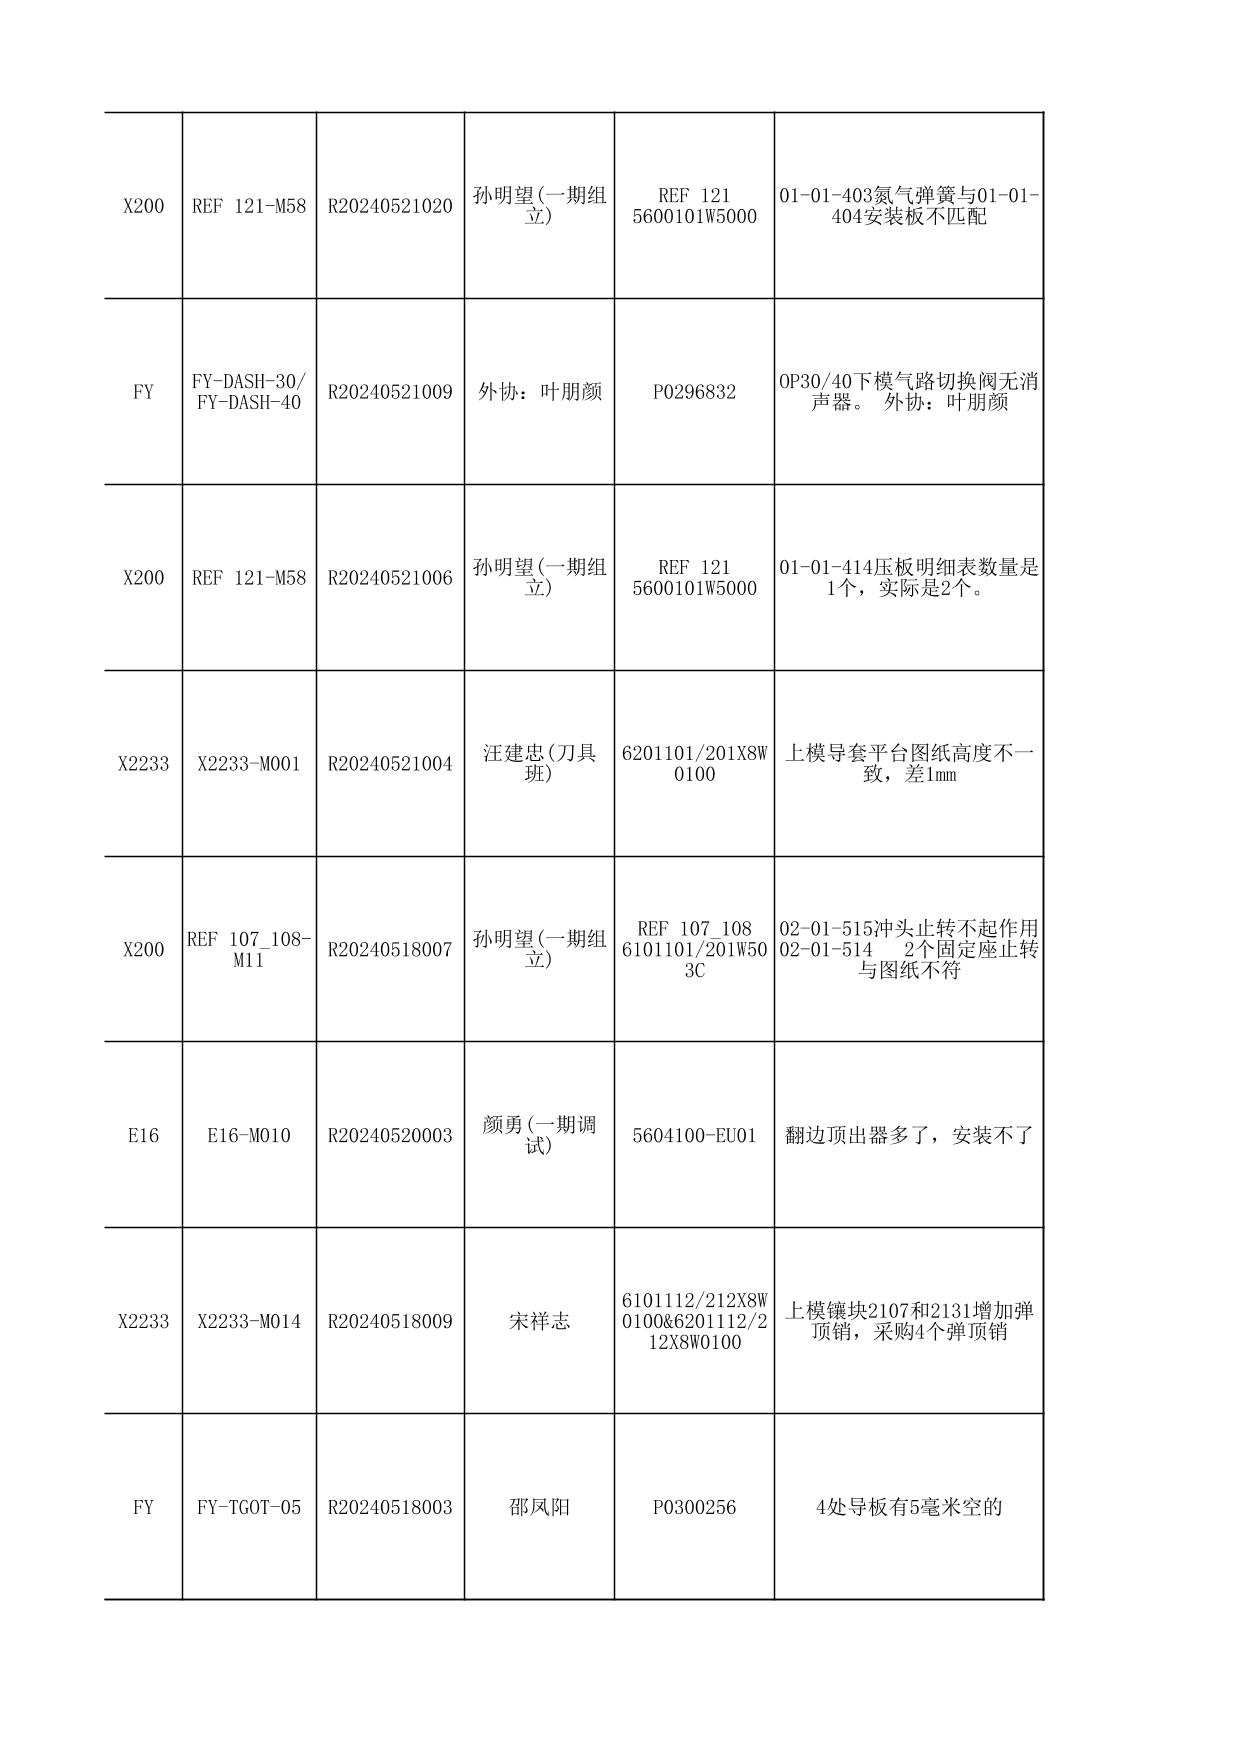 X200
REF 121-M58
R20240521020
孙明望(一期组
立)
REF 121
5600101W5000
01-01-403氮气弹簧与01-01-
404安装板不匹配
FY
FY-DASH-30/
FY-DASH-40
R20240521009
外协：叶朋颜
P0296832
OP30/40下模气路切换阀无消
声器。 外协：叶朋颜
X200
REF 121-M58
R20240521006
孙明望(一期组
立)
REF 121
5600101W5000
01-01-414压板明细表数量是
1个，实际是2个。
X2233
X2233-M001
R20240521004
汪建忠(刀具
班)
6201101/201X8W
0100
上模导套平台图纸高度不一
致，差1mm
X200
REF 107_108-
M11
R20240518007
孙明望(一期组
立)
REF 107_108
6101101/201W50
3C
02-01-515冲头止转不起作用
02-01-514   2个固定座止转
与图纸不符
E16
E16-M010
R20240520003
颜勇(一期调
试)
5604100-EU01
翻边顶出器多了，安装不了
X2233
X2233-M014
R20240518009
宋祥志
6101112/212X8W
0100&6201112/2
12X8W0100
上模镶块2107和2131增加弹
顶销，采购4个弹顶销
FY
FY-TGOT-05
R20240518003
邵凤阳
P0300256
4处导板有5毫米空的